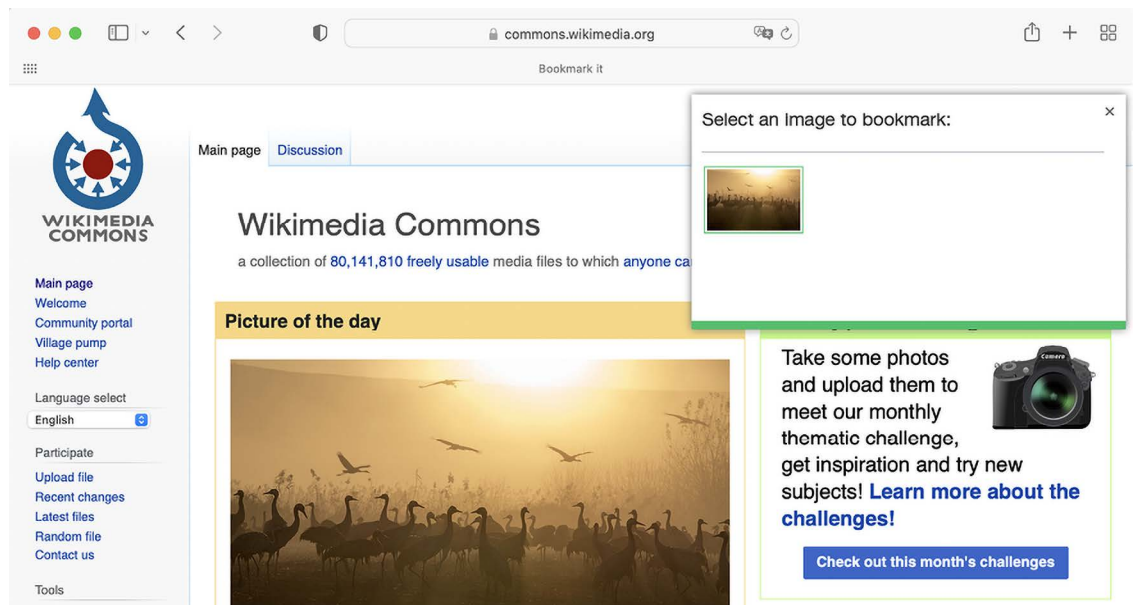 commons.wikimedia.org
Bookmark it
WIKIMEDIA
COMMONS
Main page
Welcome
Community portal
Village pump
Help center
Language select
English
Participate
Upload file
Recent changes
Latest files
Random file
Contact us
Tools
Main page
Discussion
Wikimedia Commons
a collection of 80,141,810 freely usable media files to which anyone ca
Picture of the day
Select an image to bookmark:
×
Camera
Take some photos
and upload them to
meet our monthly
thematic challenge,
get inspiration and try new
subjects! Learn more about the
challenges!
Check out this month's challenges